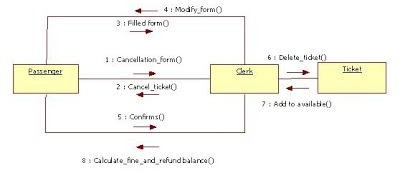 4 : Modify_form()
3 : Filled form()
1 : Cancellation_form()
6 : Delete_ticket()
Passenger
Clerk
Ticket
2 : Cancel_ticket()
7 : Add to available()
5 : Confirms()
8 : Calculate_fine_and_refund balance()